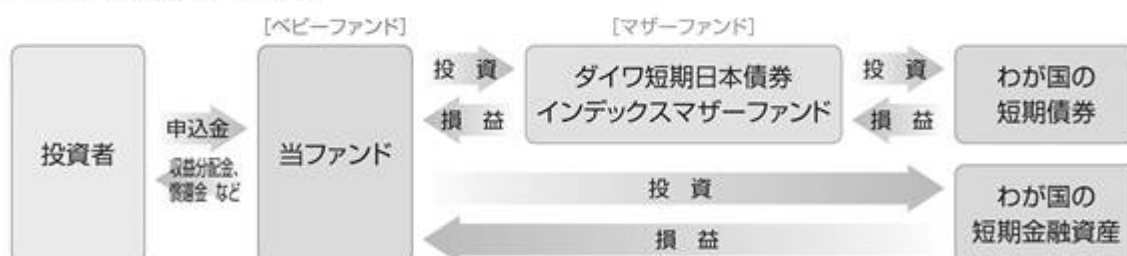 [ベビーファンド]
[マザーファンド]
投資者
申込金
収益分配金、
償還金 など
当ファンド
投 資
損 益
ダイワ短期日本債券
インデックスマザーファンド
投 資
損 益
わが国の
短期債券
投 資
損 益
わが国の
短期金融資産